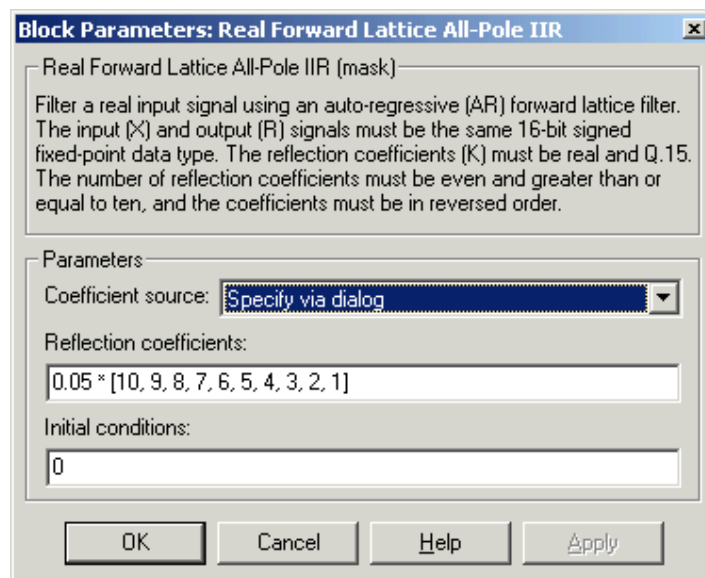 Block Parameters: Real Forward Lattice All-Pole IIR
Real Forward Lattice All-Pole IIR (mask)
Filter a real input signal using an auto-regressive (AR) forward lattice filter.
The input (X) and output (R) signals must be the same 16-bit signed
fixed-point data type. The reflection coefficients (K) must be real and Q.15.
The number of reflection coefficients must be even and greater than or
equal to ten, and the coefficients must be in reversed order.
Parameters
Coefficient source: Specify via dialog
Reflection coefficients:
0.05 * [10, 9, 8, 7, 6, 5, 4, 3, 2, 1]
Initial conditions:
0
OK Cancel Help Apply